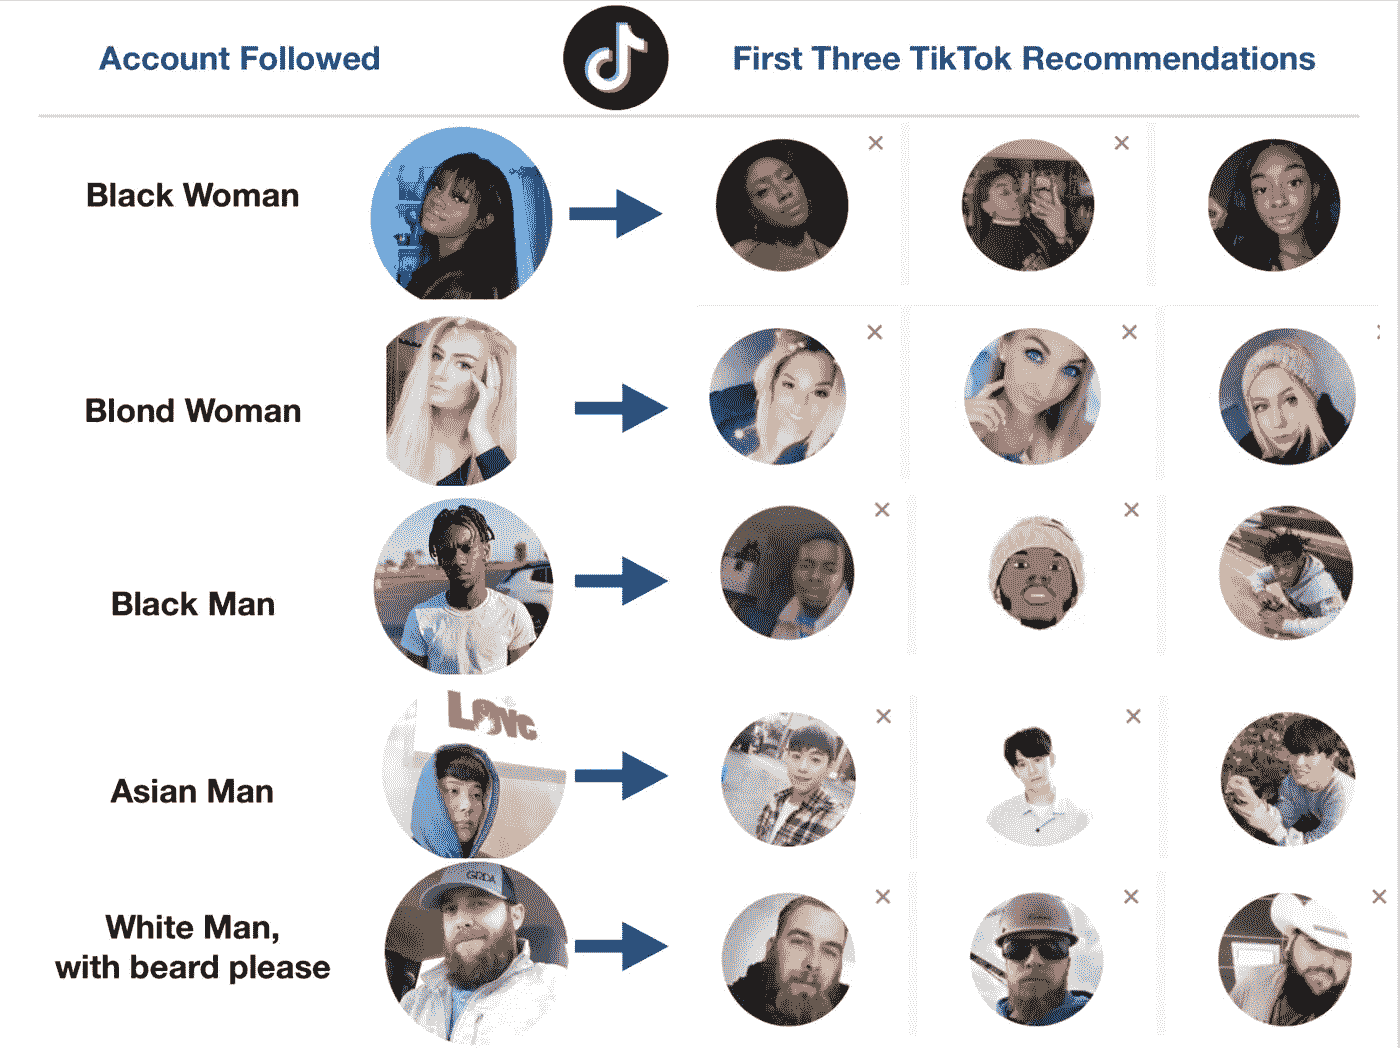 Account Followed
First Three TikTok Recommendations
Black Woman
Blond Woman
Black Man
LOVE
Asian Man
White Man,
with beard please